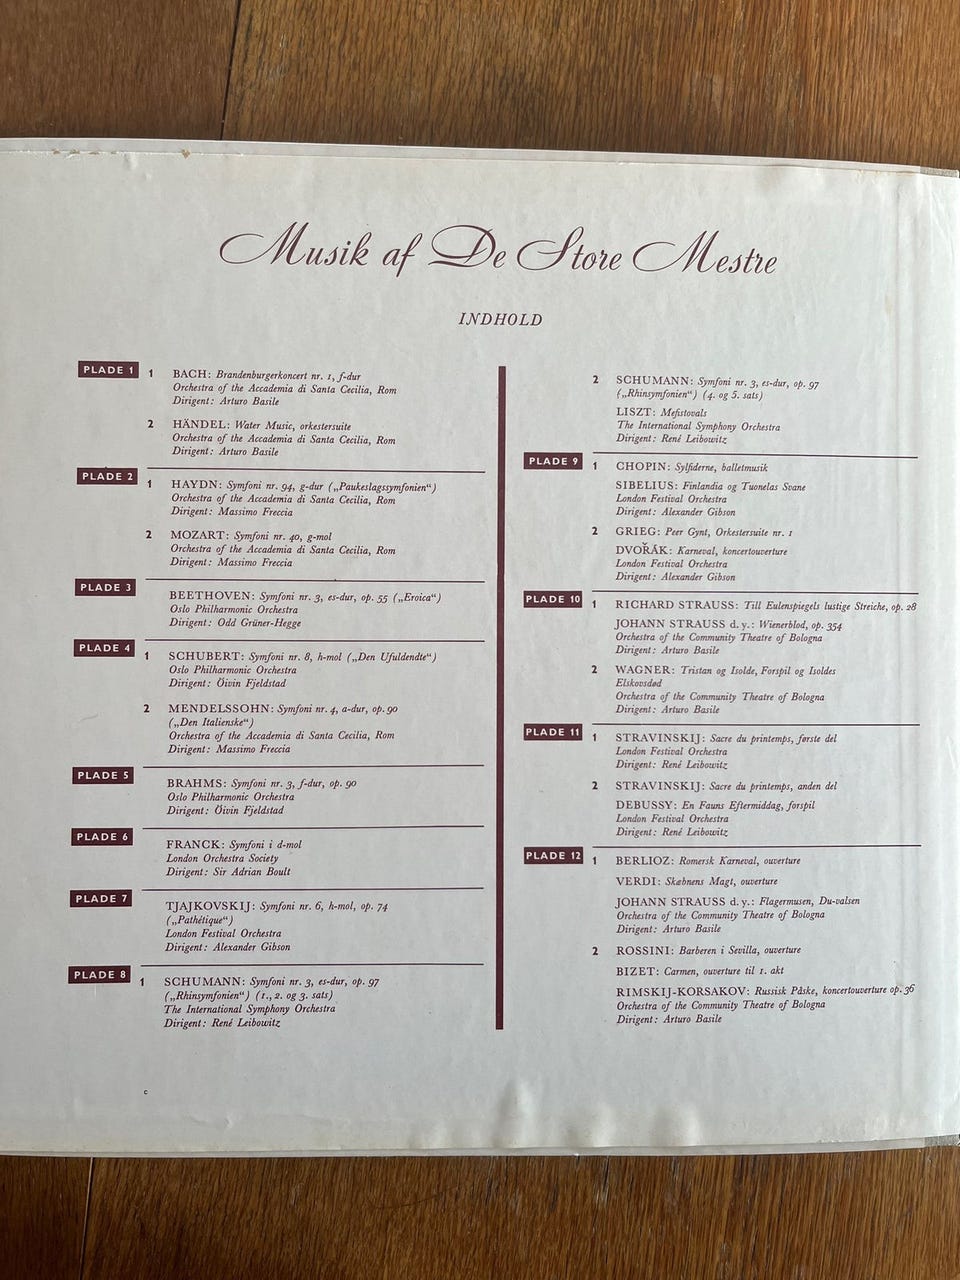 Musik af De Store Mestre
INDHOLD
PLADE 1
1 BACH: Brandenburgerkoncert nr. 1, f-dur
Orchestra of the Accademia di Santa Cecilia, Rom
Dirigent: Arturo Basile
2 HÄNDEL: Water Music, orkestersuite
Orchestra of the Accademia di Santa Cecilia, Rom
Dirigent: Arturo Basile
PLADE 2
1 HAYDN: Symfoni nr. 94, g-dur („Paukeslagssymfonien“)
Orchestra of the Accademia di Santa Cecilia, Rom
Dirigent: Massimo Freccia
2 MOZART: Symfoni nr. 40, g-mol
Orchestra of the Accademia di Santa Cecilia, Rom
Dirigent: Massimo Freccia
PLADE 3
BEETHOVEN: Symfoni nr. 3, es-dur, op. 55 („Eroica“)
Oslo Philharmonic Orchestra
Dirigent: Odd Grüner-Hegge
PLADE 4
1 SCHUBERT: Symfoni nr. 8, h-mol („Den Ufuldendte“)
Oslo Philharmonic Orchestra
Dirigent: Öivin Fjeldstad
2 MENDELSSOHN: Symfoni nr. 4, a-dur, op. 90
(„Den Italienske“)
Orchestra of the Accademia di Santa Cecilia, Rom
Dirigent: Massimo Freccia
PLADE 5
BRAHMS: Symfoni nr. 3, f-dur, op. 90
Oslo Philharmonic Orchestra
Dirigent: Öivin Fjeldstad
PLADE 6
FRANCK: Symfoni i d-mol
London Orchestra Society
Dirigent: Sir Adrian Boult
PLADE 7
TJAJKOVSKIJ: Symfoni nr. 6, h-mol, op. 74
(„Pathétique“)
London Festival Orchestra
Dirigent: Alexander Gibson
PLADE 8
1 SCHUMANN: Symfoni nr. 3, es-dur, op. 97
(„Rhinsymfonien“) (1., 2. og 3. sats)
The International Symphony Orchestra
Dirigent: René Leibowitz
c
2 SCHUMANN: Symfoni nr. 3, es-dur, op. 97
(„Rhinsymfonien“) (4. og 5. sats)
LISZT: Mefistovals
The International Symphony Orchestra
Dirigent: René Leibowitz
PLADE 9
1 CHOPIN: Sylfiderne, balletmusik
SIBELIUS: Finlandia og Tuonelas Svane
London Festival Orchestra
Dirigent: Alexander Gibson
2 GRIEG: Peer Gynt, Orkestersuite nr. 1
DVOŘÁK: Karneval, koncertouverture
London Festival Orchestra
Dirigent: Alexander Gibson
PLADE 10
1 RICHARD STRAUSS: Till Eulenspiegels lustige Streiche, op. 28
JOHANN STRAUSS d. y.: Wienerblod, op. 354
Orchestra of the Community Theatre of Bologna
Dirigent: Arturo Basile
2 WAGNER: Tristan og Isolde, Forspil og Isoldes
Elskovsdød
Orchestra of the Community Theatre of Bologna
Dirigent: Arturo Basile
PLADE 11
1 STRAVINSKIJ: Sacre du printemps, første del
London Festival Orchestra
Dirigent: René Leibowitz
2 STRAVINSKIJ: Sacre du printemps, anden del
DEBUSSY: En Fauns Eftermiddag, forspil
London Festival Orchestra
Dirigent: René Leibowitz
PLADE 12
1 BERLIOZ: Romersk Karneval, ouverture
VERDI: Skæbnens Magt, ouverture
JOHANN STRAUSS d. y.: Flagermusen, Du-valsen
Orchestra of the Community Theatre of Bologna
Dirigent: Arturo Basile
2 ROSSINI: Barberen i Sevilla, ouverture
BIZET: Carmen, ouverture til 1. akt
RIMSKIJ-KORSAKOV: Russisk Påske, koncertouverture op. 36
Orchestra of the Community Theatre of Bologna
Dirigent: Arturo Basile